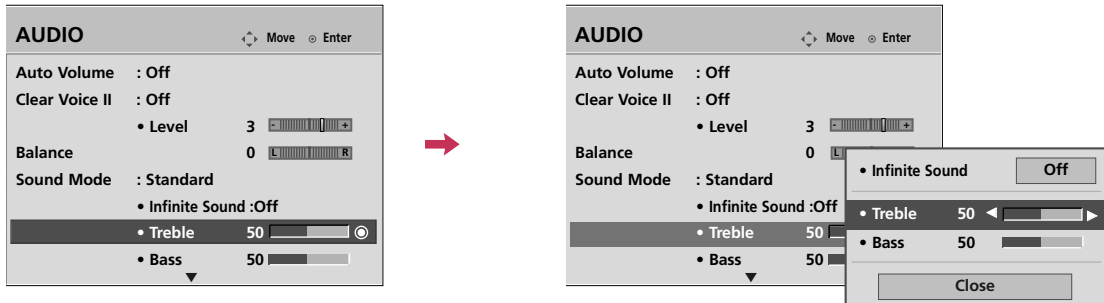 AUDIO Move Enter
Auto Volume : Off
Clear Voice II : Off
• Level 3 - +
Balance 0 L R
Sound Mode : Standard
• Infinite Sound :Off
• Treble 50
• Bass 50
AUDIO Move Enter
Auto Volume : Off
Clear Voice II : Off
• Level 3 - +
Balance 0 L
Sound Mode : Standard
• Infinite Sound :Off
• Treble 50
• Bass 50
• Infinite Sound Off
• Treble 50
• Bass 50
Close